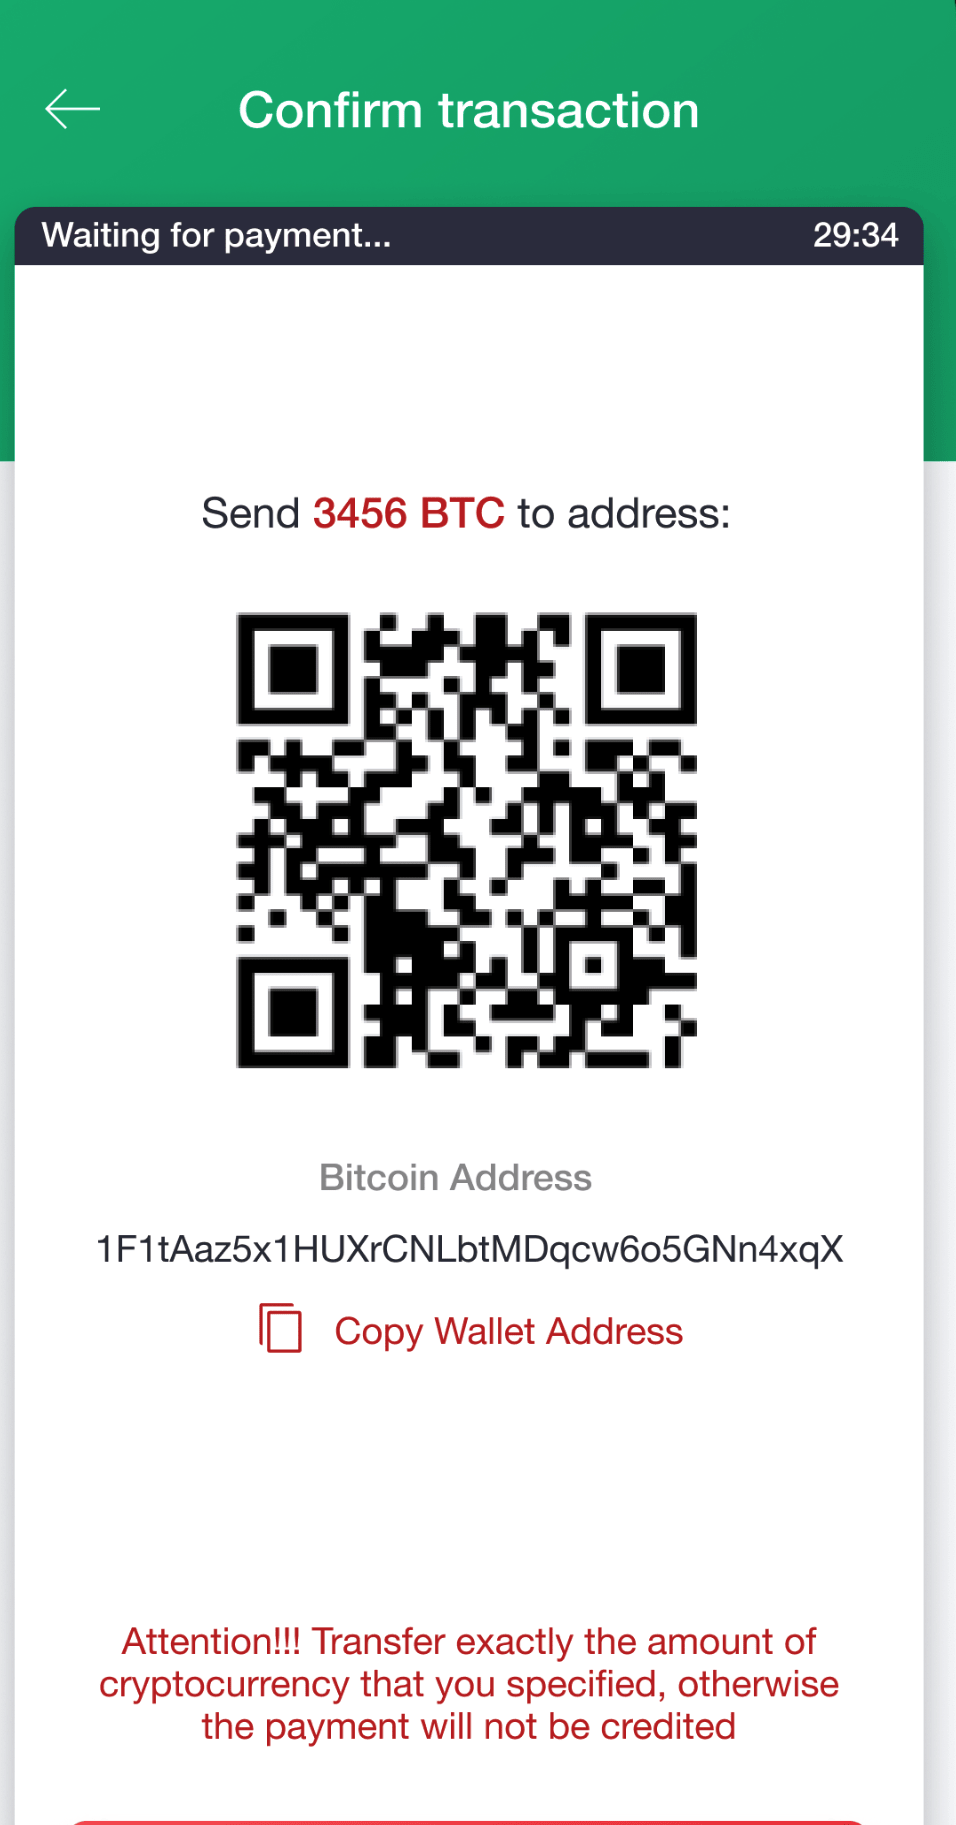 Confirm transaction
Waiting for payment... 29:34
Send 3456 BTC to address:
Bitcoin Address
1F1tAaz5x1HUXrCNLbtMDqcw6o5GNn4xqX
Copy Wallet Address
Attention!!! Transfer exactly the amount of
cryptocurrency that you specified, otherwise
the payment will not be credited